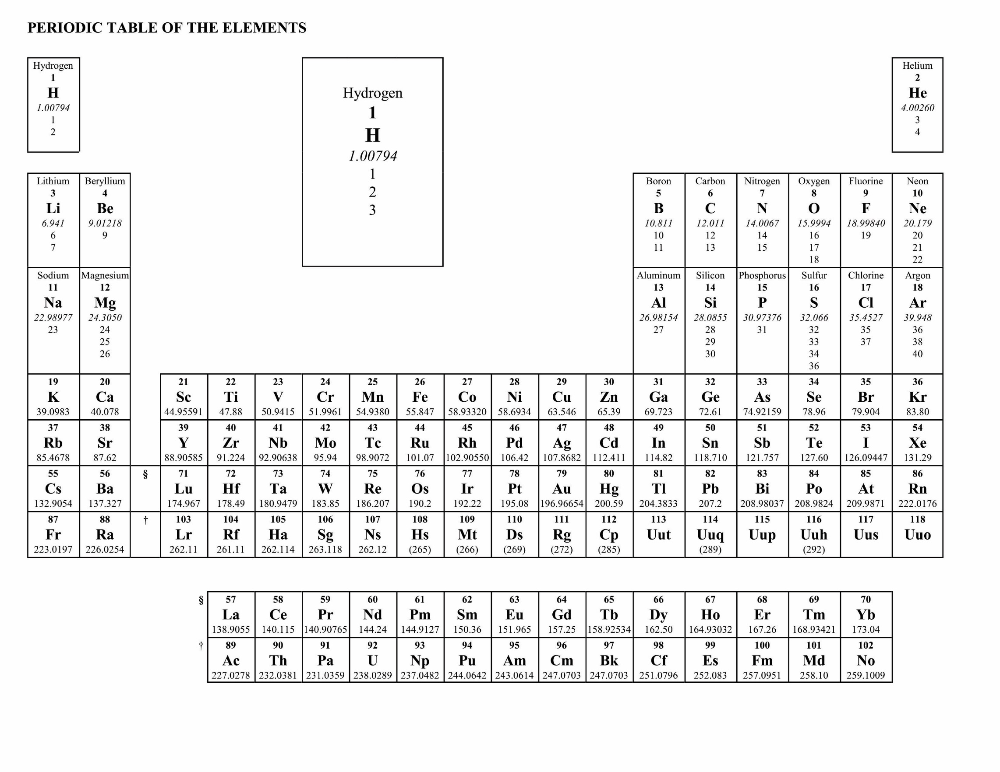 PERIODIC TABLE OF THE ELEMENTS
Hydrogen
1
H
1.00794
1
2
Hydrogen
1
H
1.00794
1
2
3
Helium
2
He
4.00260
3
4
Lithium Beryllium Boron Carbon Nitrogen Oxygen Fluorine Neon
3 4 5 6 7 8 9 10
Li Be B C N O F Ne
6.941 9.01218 10.811 12.011 14.0067 15.9994 18.99840 20.179
6 9 10 12 14 16 19 20
7 11 13 15 17 21
18 22
Sodium Magnesium Aluminum Silicon Phosphorus Sulfur Chlorine Argon
11 12 13 14 15 16 17 18
Na Mg Al Si P S Cl Ar
22.98977 24.3050 26.98154 28.0855 30.97376 32.066 35.4527 39.948
23 24 27 28 31 32 35 36
25 29 33 37 38
26 30 34 40
36
19 20 21 22 23 24 25 26 27 28 29 30 31 32 33 34 35 36
K Ca Sc Ti V Cr Mn Fe Co Ni Cu Zn Ga Ge As Se Br Kr
39.0983 40.078 44.95591 47.88 50.9415 51.9961 54.9380 55.847 58.93320 58.6934 63.546 65.39 69.723 72.61 74.92159 78.96 79.904 83.80
37 38 39 40 41 42 43 44 45 46 47 48 49 50 51 52 53 54
Rb Sr Y Zr Nb Mo Tc Ru Rh Pd Ag Cd In Sn Sb Te I Xe
85.4678 87.62 88.90585 91.224 92.90638 95.94 98.9072 101.07 102.90550 106.42 107.8682 112.411 114.82 118.710 121.757 127.60 126.09447 131.29
55 56 § 71 72 73 74 75 76 77 78 79 80 81 82 83 84 85 86
Cs Ba Lu Hf Ta W Re Os Ir Pt Au Hg Tl Pb Bi Po At Rn
132.9054 137.327 174.967 178.49 180.9479 183.85 186.207 190.2 192.22 195.08 196.96654 200.59 204.3833 207.2 208.98037 208.9824 209.9871 222.0176
87 88 † 103 104 105 106 107 108 109 110 111 112 113 114 115 116 117 118
Fr Ra Lr Rf Ha Sg Ns Hs Mt Ds Rg Cp Uut Uuq Uup Uuh Uus Uuo
223.0197 226.0254 262.11 261.11 262.114 263.118 262.12 (265) (266) (269) (272) (285) (289) (292)
§ 57 58 59 60 61 62 63 64 65 66 67 68 69 70
La Ce Pr Nd Pm Sm Eu Gd Tb Dy Ho Er Tm Yb
138.9055 140.115 140.90765 144.24 144.9127 150.36 151.965 157.25 158.92534 162.50 164.93032 167.26 168.93421 173.04
† 89 90 91 92 93 94 95 96 97 98 99 100 101 102
Ac Th Pa U Np Pu Am Cm Bk Cf Es Fm Md No
227.0278 232.0381 231.0359 238.0289 237.0482 244.0642 243.0614 247.0703 247.0703 251.0796 252.083 257.0951 258.10 259.1009